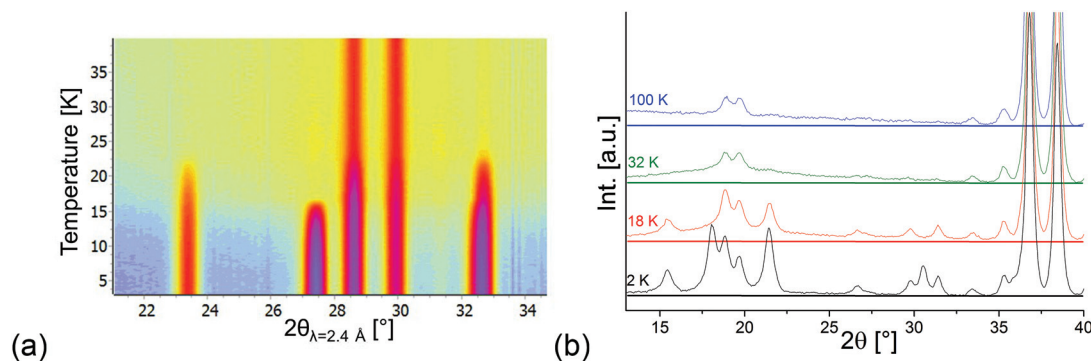 (a)
Temperature [K]
35
30
25
20
15
10
5
22 24 26 28 30 32 34
2θλ=2.4 Å [°]
(b)
Int. [a.u.]
100 K
32 K
18 K
2 K
15 20 25 30 35 40
2θ [°]